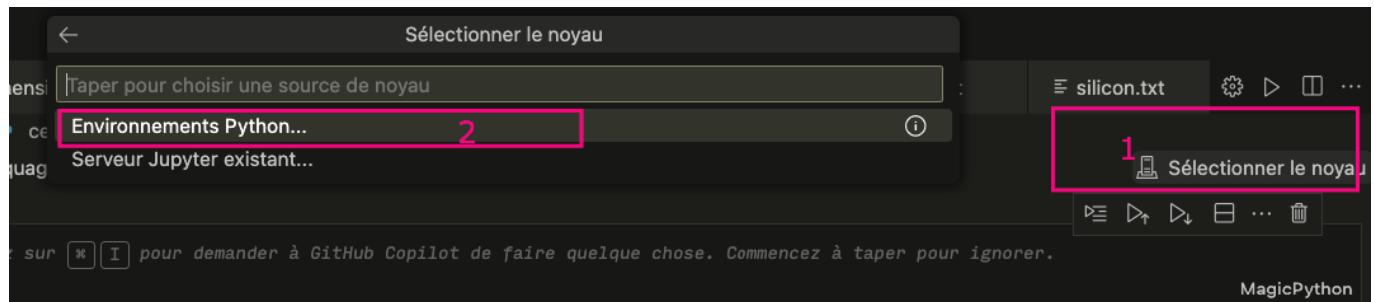 Sélectionner le noyau
Taper pour choisir une source de noyau
ensi
silicon.txt
Environnements Python...
2
ce
1
Serveur Jupyter existant...
Sélectionner le noyau
uag
sur ⌘ I pour demander à GitHub Copilot de faire quelque chose. Commencez à taper pour ignorer.
MagicPython